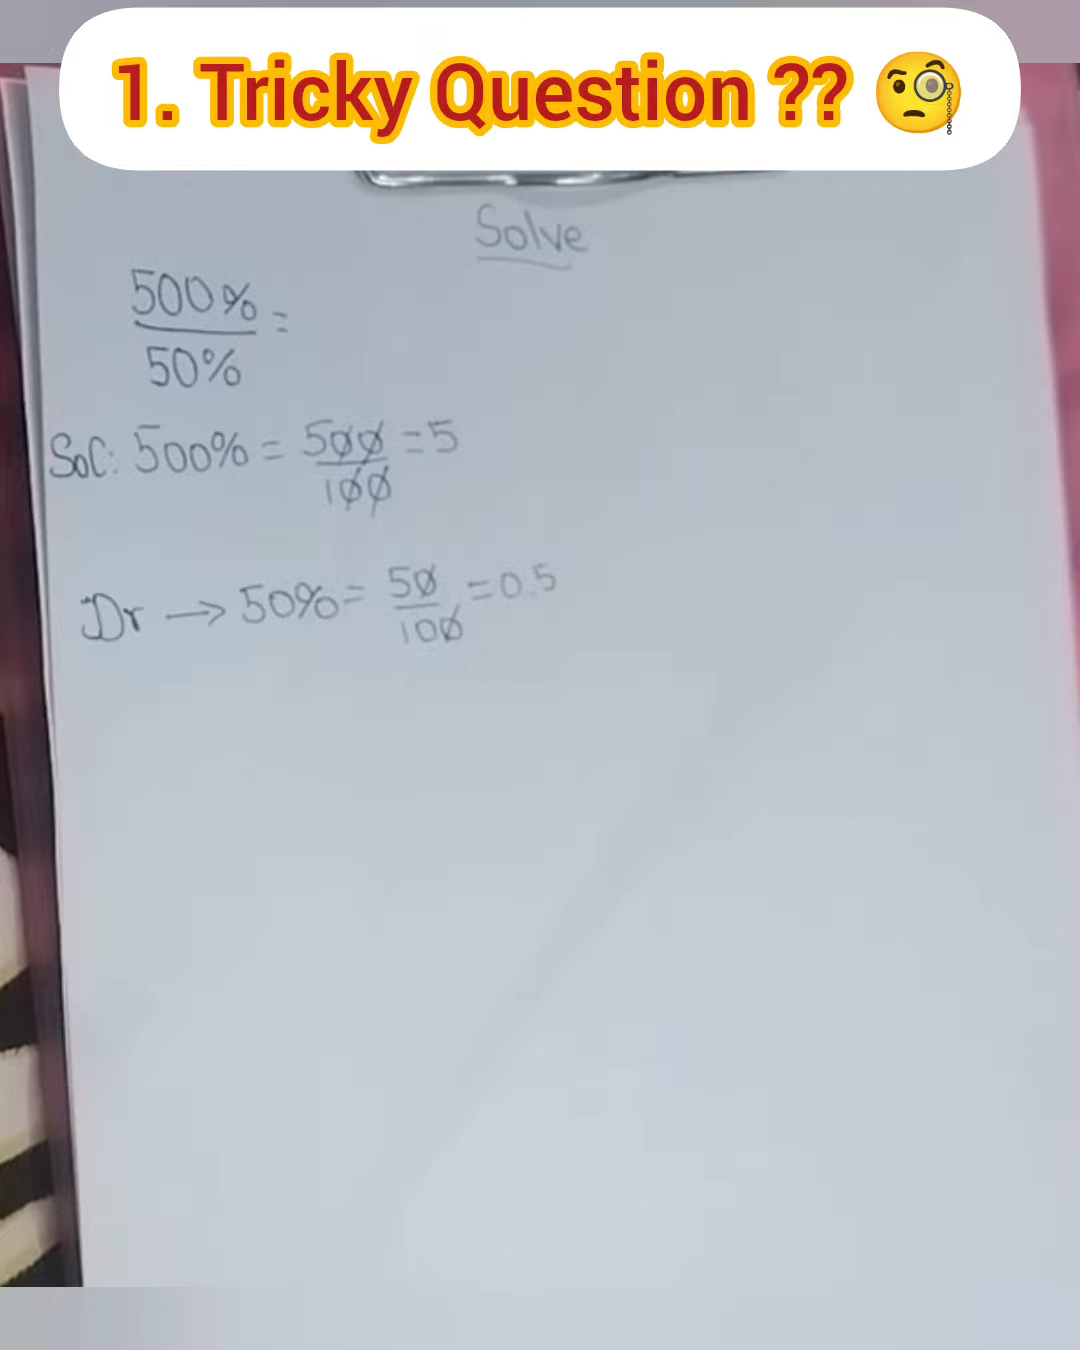 1. Tricky Question ??
Solve
500% =
50%
Sol: 500% = 500 = 5
100
Dr → 50% = 50 = 0.5
100